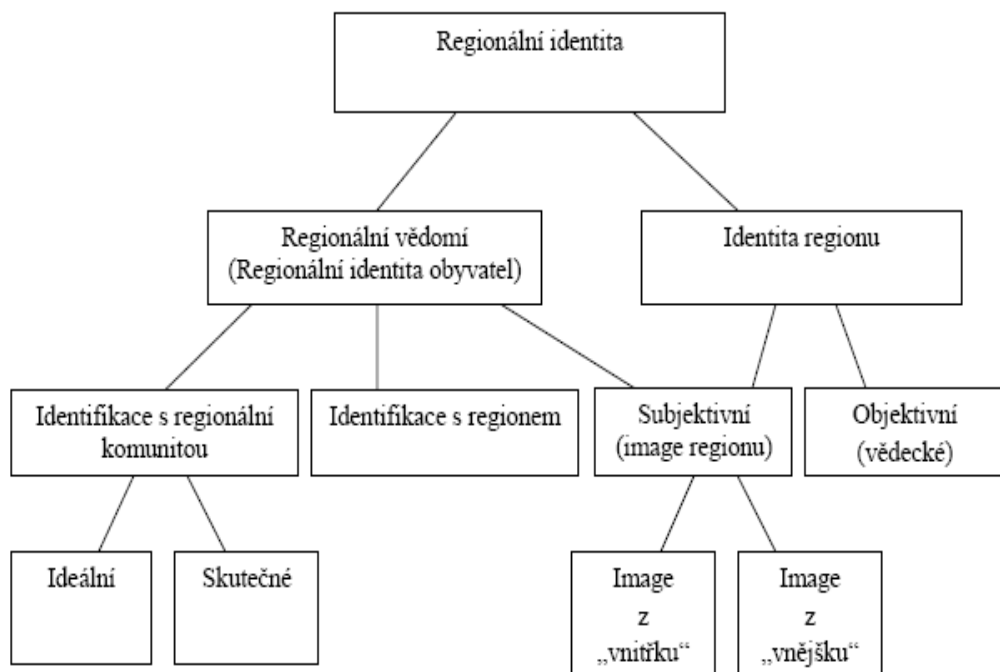 Regionální identita
Regionální vědomí
(Regionální identita obyvatel)
Identita regionu
Identifikace s regionální
komunitou
Identifikace s regionem
Subjektivní
(image regionu)
Objektivní
(vědecké)
Ideální
Skutečné
Image
z
„vnitřku“
Image
z
„vnějšku“